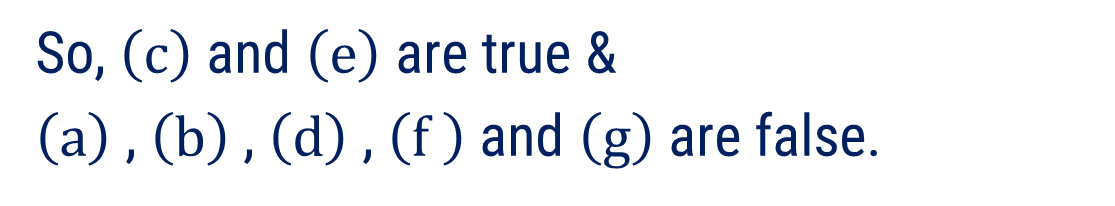 So, (c) and (e) are true &
(a) , (b) , (d) , (f ) and (g) are false.